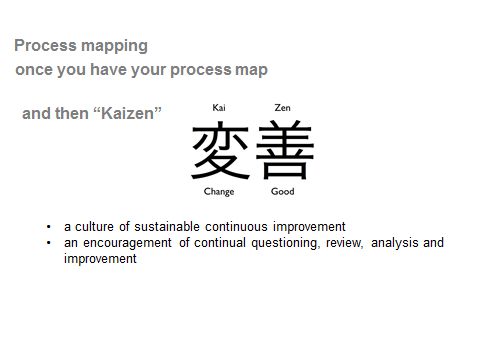 Process mapping
once you have your process map
and then “Kaizen”
Kai Zen
変善
Change Good
• a culture of sustainable continuous improvement
• an encouragement of continual questioning, review, analysis and
improvement